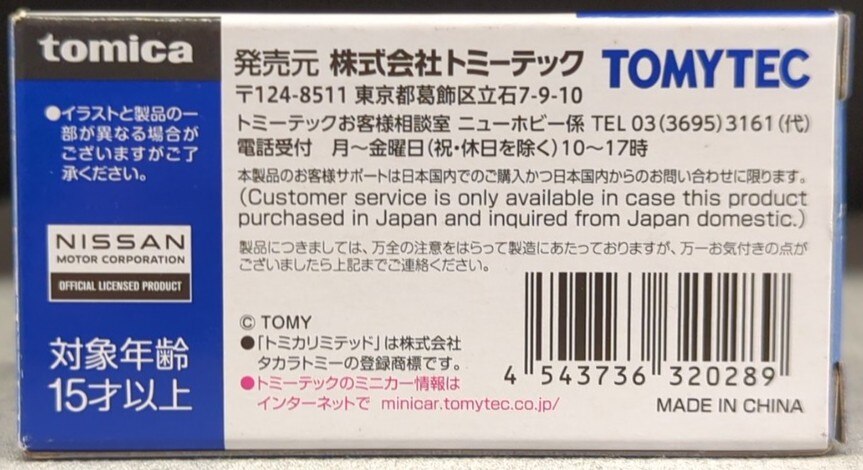 tomica
●イラストと製品の一
部が異なる場合が
ございますがご了
承ください。
NISSAN
MOTOR CORPORATION
OFFICIAL LICENSED PRODUCT
対象年齢
15才以上
発売元 株式会社トミーテック TOMYTEC
〒124-8511 東京都葛飾区立石7-9-10
トミーテックお客様相談室 ニューホビー係 TEL 03(3695)3161(代)
電話受付 月～金曜日(祝・休日を除く)10～17時
本製品のお客様サポートは日本国内でのご購入かつ日本国内からのお問い合わせに限ります。
(Customer service is only available in case this product
purchased in Japan and inquired from Japan domestic.)
製品につきましては、万全の注意をはらって製造にあたっておりますが、万一お気付きの点が
ございましたら上記までご連絡ください。
© TOMY
●「トミカリミテッド」は株式会社
タカラトミーの登録商標です。
●トミーテックのミニカー情報は
インターネットで minicar.tomytec.co.jp/
4 543736 320289
MADE IN CHINA